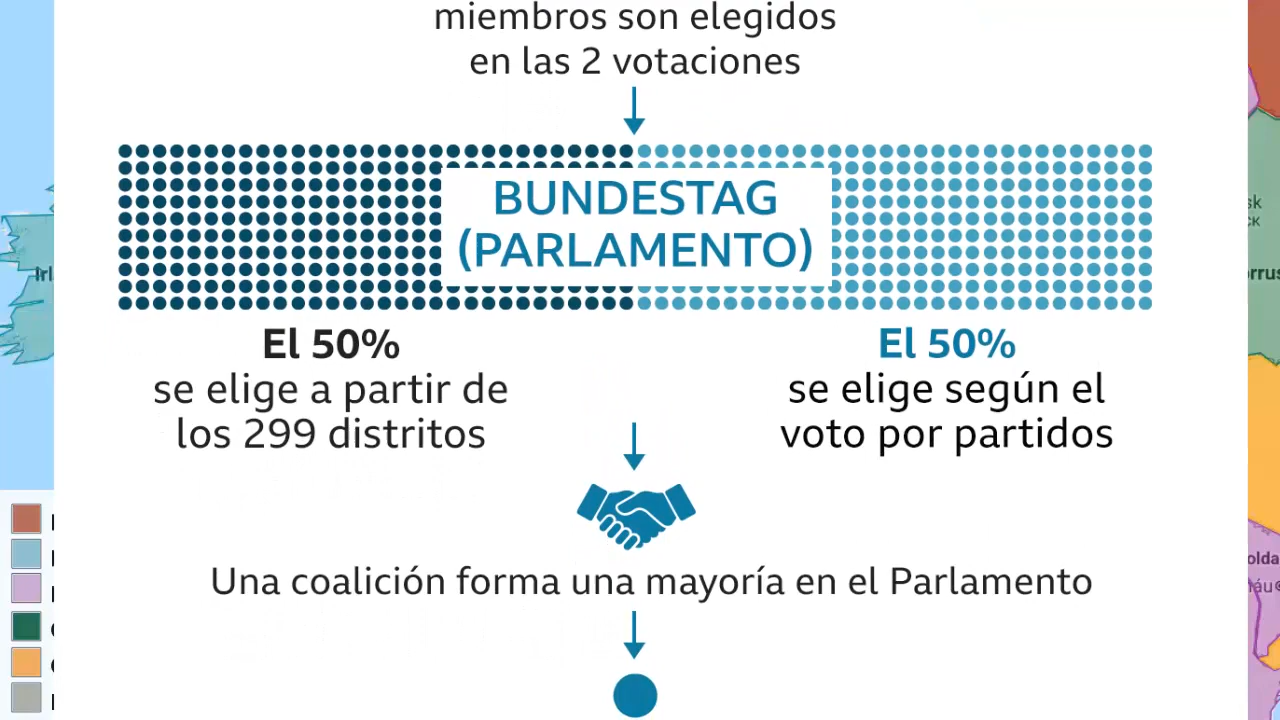 miembros son elegidos
en las 2 votaciones
BUNDESTAG
(PARLAMENTO)
El 50%
se elige a partir de
los 299 distritos
El 50%
se elige según el
voto por partidos
Una coalición forma una mayoría en el Parlamento